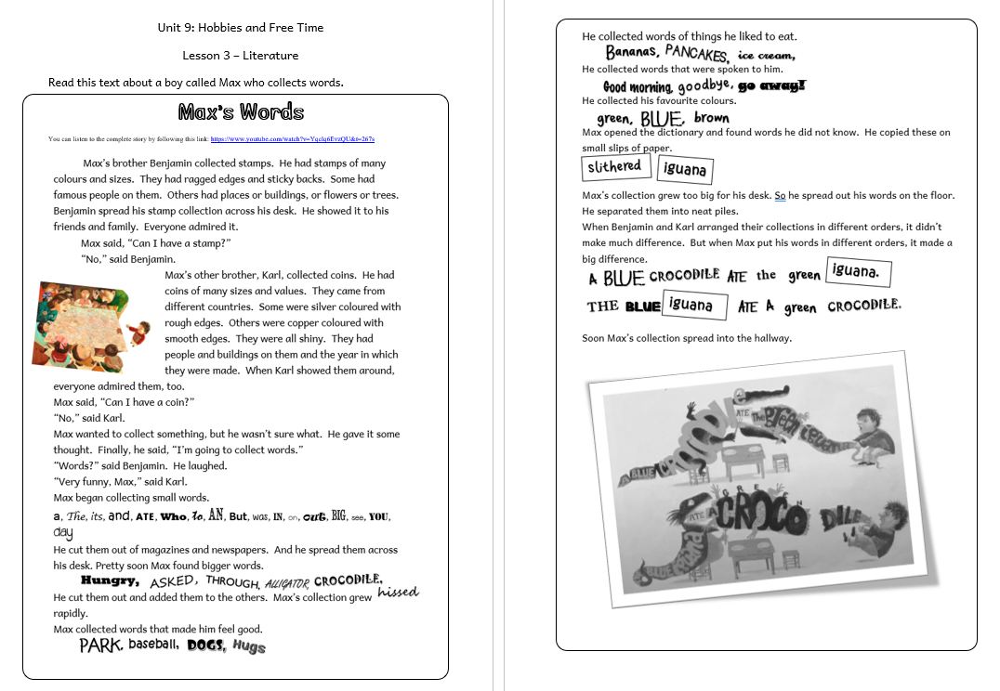 Unit 9: Hobbies and Free Time
Lesson 3 – Literature
Read this text about a boy called Max who collects words.
Max's Words
You can listen to the complete story by following this link: https://www.youtube.com/watch?v=Yqclq6EvzQU&t=267s
Max's brother Benjamin collected stamps. He had stamps of many
colours and sizes. They had ragged edges and sticky backs. Some had
famous people on them. Others had places or buildings, or flowers or trees.
Benjamin spread his stamp collection across his desk. He showed it to his
friends and family. Everyone admired it.
Max said, “Can I have a stamp?”
“No,” said Benjamin.
Max's other brother, Karl, collected coins. He had
coins of many sizes and values. They came from
different countries. Some were silver coloured with
rough edges. Others were copper coloured with
smooth edges. They were all shiny. They had
people and buildings on them and the year in which
they were made. When Karl showed them around,
everyone admired them, too.
Max said, “Can I have a coin?”
“No,” said Karl.
Max wanted to collect something, but he wasn't sure what. He gave it some
thought. Finally, he said, “I'm going to collect words.”
“Words?” said Benjamin. He laughed.
“Very funny, Max,” said Karl.
Max began collecting small words.
a, The, its, and, ATE, Who, to, AN, But, was, IN, on, out, BIG, see, YOU,
day
He cut them out of magazines and newspapers. And he spread them across
his desk. Pretty soon Max found bigger words.
Hungry, ASKED, THROUGH, ALLIGATOR, CROCODILE,
He cut them out and added them to the others. Max's collection grew hissed
rapidly.
Max collected words that made him feel good.
PARK, baseball, DOGS, Hugs
He collected words of things he liked to eat.
Bananas, PANCAKES, ice cream,
He collected words that were spoken to him.
Good morning, goodbye, go away!
He collected his favourite colours.
green, BLUE, brown
Max opened the dictionary and found words he did not know. He copied these on
small slips of paper.
slithered iguana
Max's collection grew too big for his desk. So he spread out his words on the floor.
He separated them into neat piles.
When Benjamin and Karl arranged their collections in different orders, it didn't
make much difference. But when Max put his words in different orders, it made a
big difference.
A BLUE CROCODILE ATE the green iguana.
THE BLUE iguana ATE A green CROCODILE.
Soon Max's collection spread into the hallway.
A BLUE CROCODILE ATE The green iguana
BLUE iguana ATE A GREEN CROCODILE